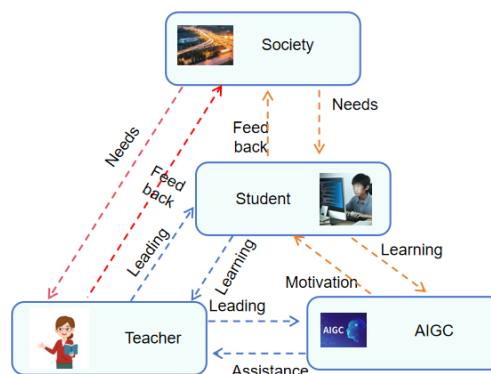 Society
Needs
Needs
Feed
back
Feed
back
Student
Leading
Learning
Learning
Motivation
Leading
Teacher
AIGC
AIGC
Assistance